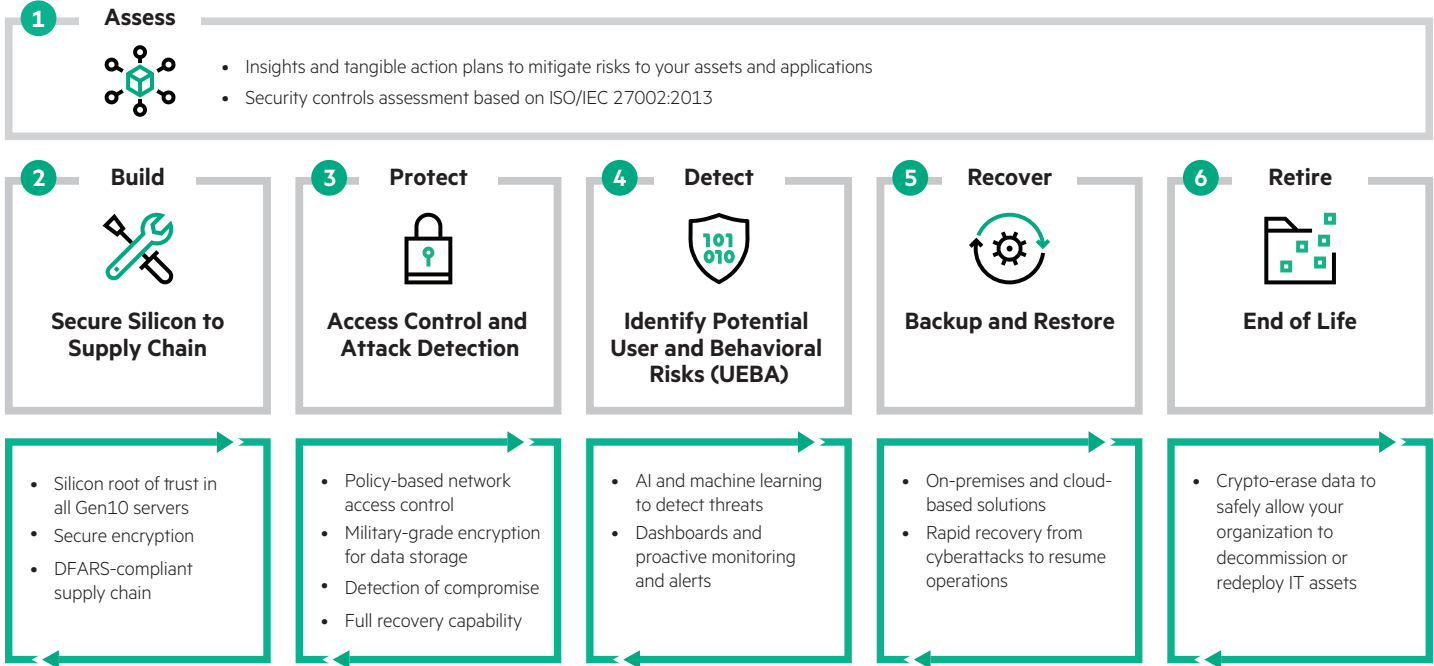 1
Assess
• Insights and tangible action plans to mitigate risks to your assets and applications
• Security controls assessment based on ISO/IEC 27002:2013
2
Build
Secure Silicon to
Supply Chain
• Silicon root of trust in
all Gen10 servers
• Secure encryption
• DFARS-compliant
supply chain
3
Protect
Access Control and
Attack Detection
• Policy-based network
access control
• Military-grade encryption
for data storage
• Detection of compromise
• Full recovery capability
4
Detect
101
010
Identify Potential
User and Behavioral
Risks (UEBA)
• AI and machine learning
to detect threats
• Dashboards and
proactive monitoring
and alerts
5
Recover
Backup and Restore
• On-premises and cloud-
based solutions
• Rapid recovery from
cyberattacks to resume
operations
6
Retire
End of Life
• Crypto-erase data to
safely allow your
organization to
decommission or
redeploy IT assets